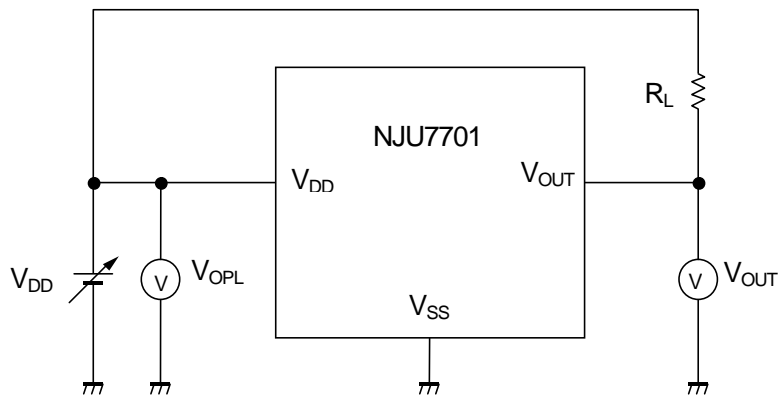 R_L
NJU7701
V_DD
V_OUT
V_DD
V
V_OPL
V
V_OUT
V_SS